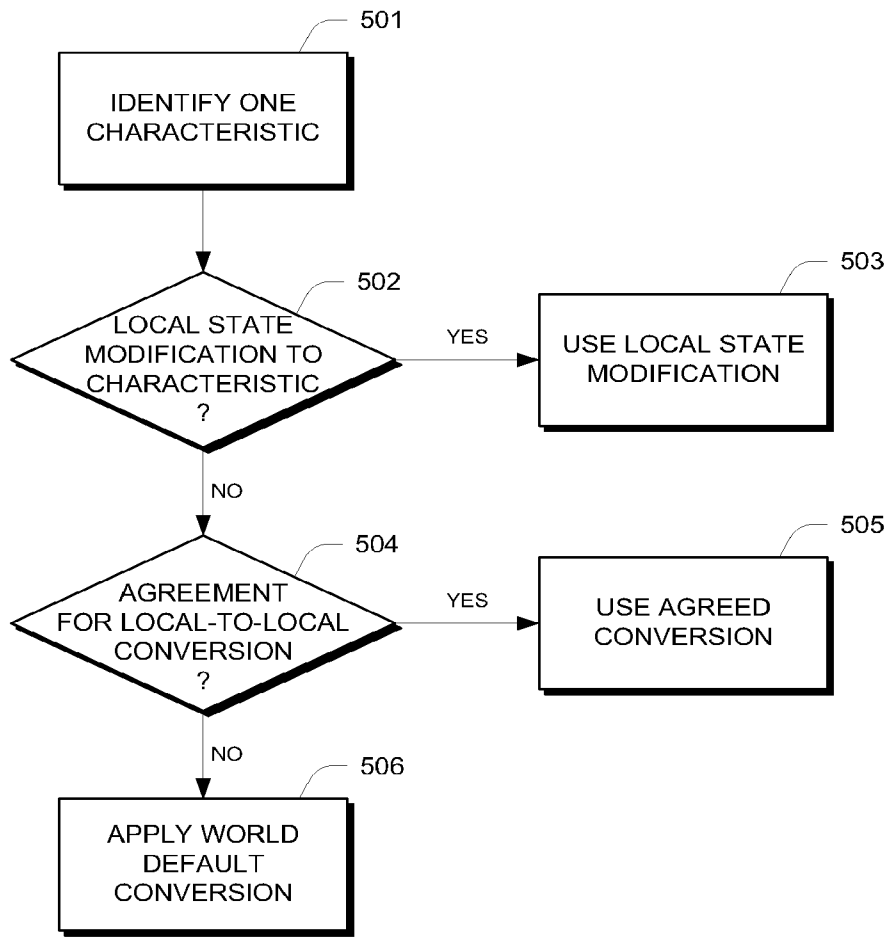 501
IDENTIFY ONE
CHARACTERISTIC
502
LOCAL STATE
MODIFICATION TO
CHARACTERISTIC
?
YES
503
USE LOCAL STATE
MODIFICATION
NO
504
AGREEMENT
FOR LOCAL-TO-LOCAL
CONVERSION
?
YES
505
USE AGREED
CONVERSION
NO
506
APPLY WORLD
DEFAULT
CONVERSION